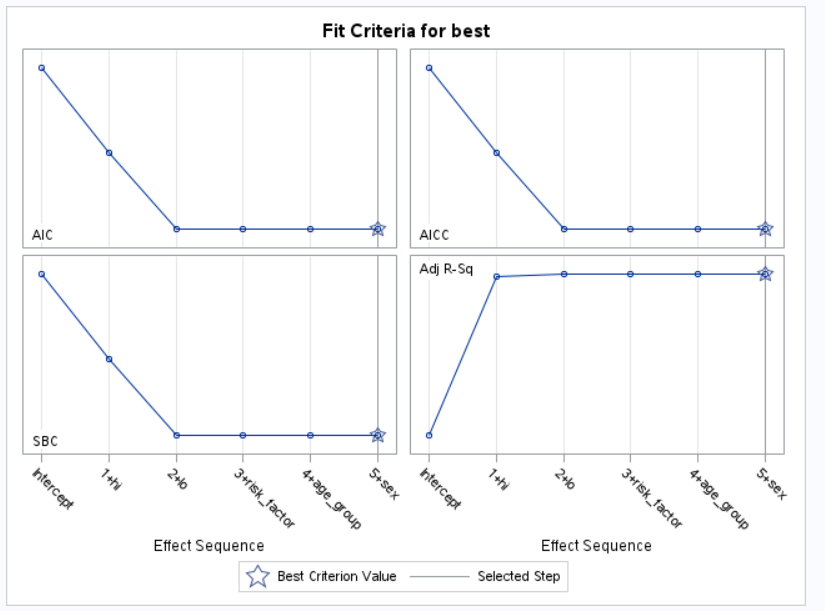 Fit Criteria for best
AIC
AICC
SBC
Adj R-Sq
Intercept
1+hi
2+lo
3+risk_factor
4+age_group
5+sex
Intercept
1+hi
2+lo
3+risk_factor
4+age_group
5+sex
Effect Sequence
Effect Sequence
Best Criterion Value
Selected Step